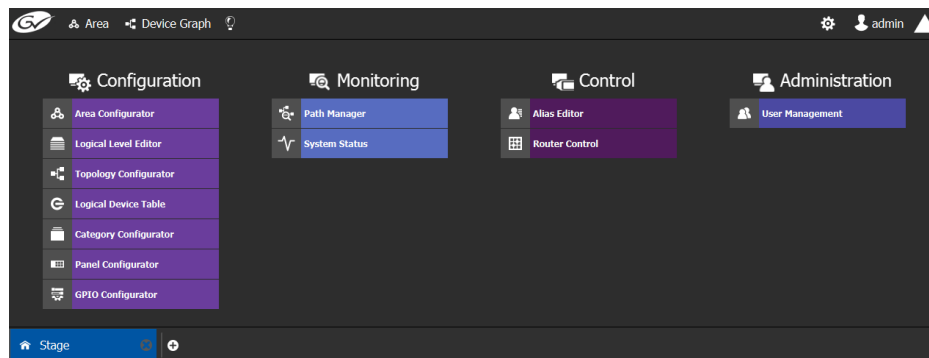 GV Area Device Graph admin
Configuration
Area Configurator
Logical Level Editor
Topology Configurator
Logical Device Table
Category Configurator
Panel Configurator
GPIO Configurator
Monitoring
Path Manager
System Status
Control
Alias Editor
Router Control
Administration
User Management
Stage